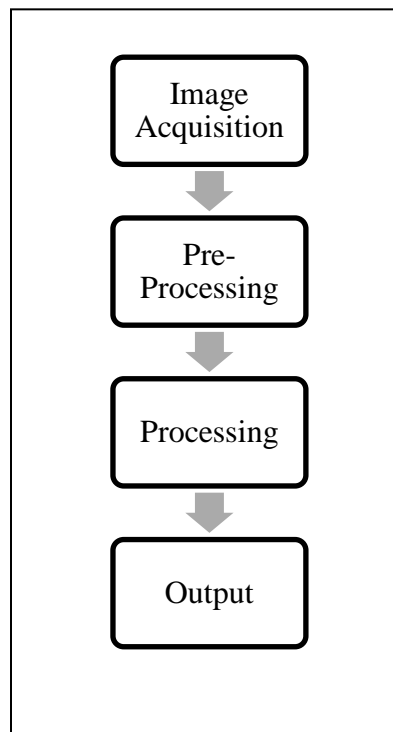 Image
Acquisition
Pre-
Processing
Processing
Output